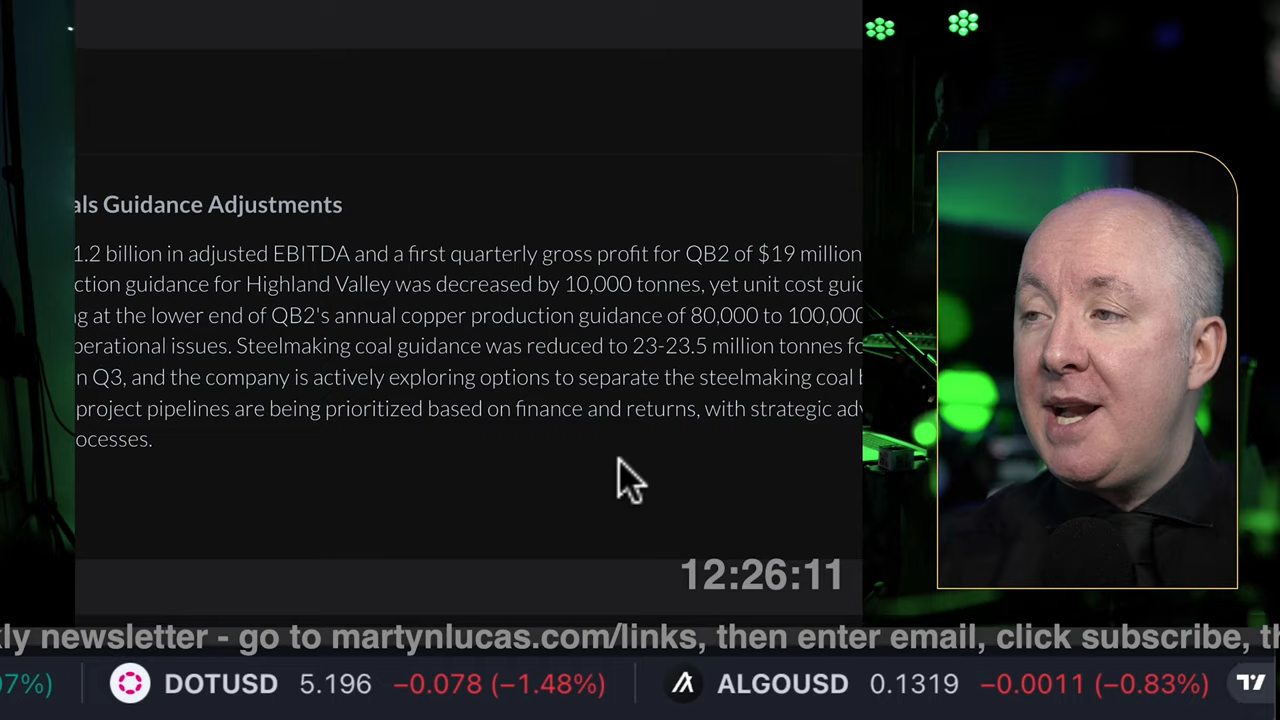 als Guidance Adjustments
1.2 billion in adjusted EBITDA and a first quarterly gross profit for QB2 of $19 million
ction guidance for Highland Valley was decreased by 10,000 tonnes, yet unit cost guid
at the lower end of QB2's annual copper production guidance of 80,000 to 100,000
perational issues. Steelmaking coal guidance was reduced to 23-23.5 million tonnes fo
n Q3, and the company is actively exploring options to separate the steelmaking coal
project pipelines are being prioritized based on finance and returns, with strategic adv
ocesses.
12:26:11
kly newsletter - go to martynlucas.com/links, then enter email, click subscribe, th
97%) DOTUSD 5.196 −0.078 (−1.48%) ALGOUSD 0.1319 −0.0011 (−0.83%)